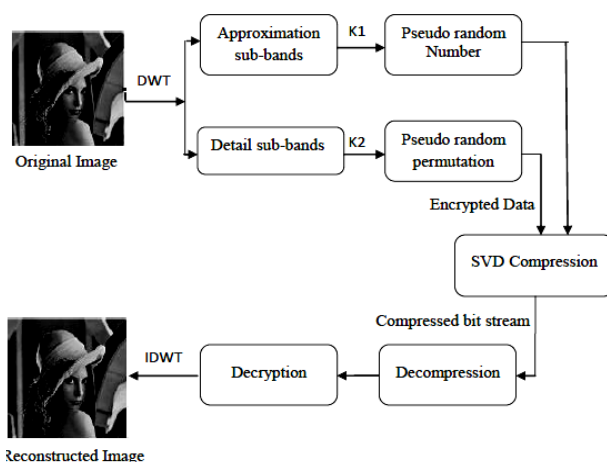 Original Image
DWT
Approximation
sub-bands
K1
Pseudo random
Number
Detail sub-bands
K2
Pseudo random
permutation
Encrypted Data
SVD Compression
Compressed bit stream
Decompression
Decryption
IDWT
Reconstructed Image